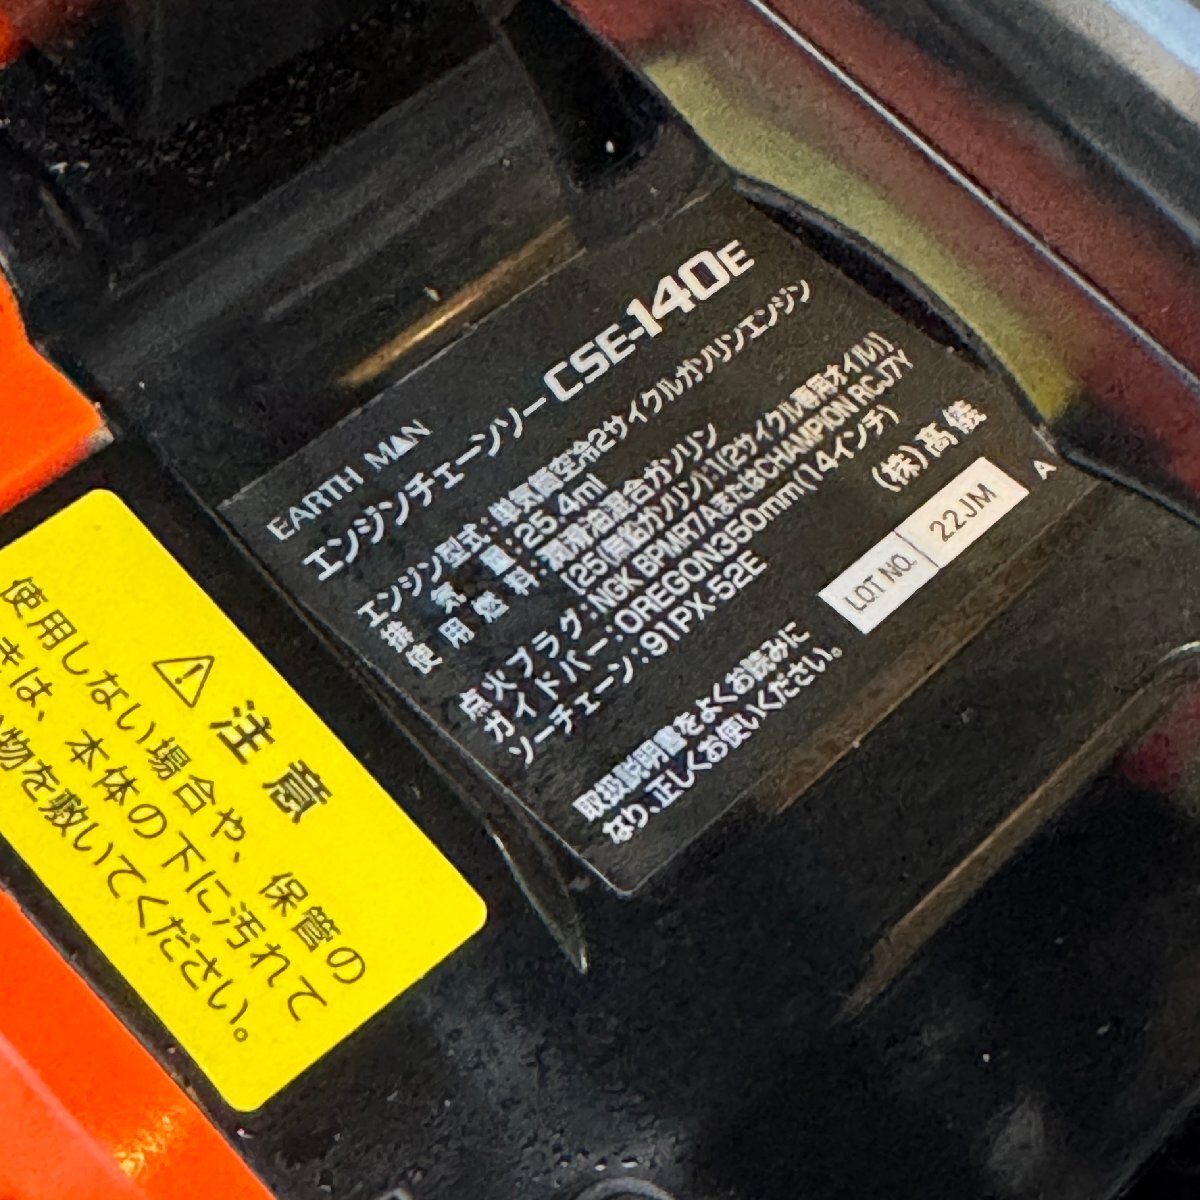 EARTH MAN
エンジンチェーンソー CSE-140E
エンジン型式:単気筒空冷2サイクルガソリンエンジン
排気量:25.4ml
使用燃料:潤滑油混合ガソリン
[25(無鉛ガソリン):1(2サイクル専用オイル)]
点火プラグ:NGK BPMR7AまたはCHAMPION RCJ7Y
ガイドバー:OREGON350mm(14インチ)
ソーチェーン:91PX-52E
(株)髙儀
取扱説明書をよくお読みに
なり、正しくお使いください。
LOT NO. 22JM
A
⚠ 注意
使用しない場合や、保管の
きは、本体の下に汚れて
物を敷いてください。